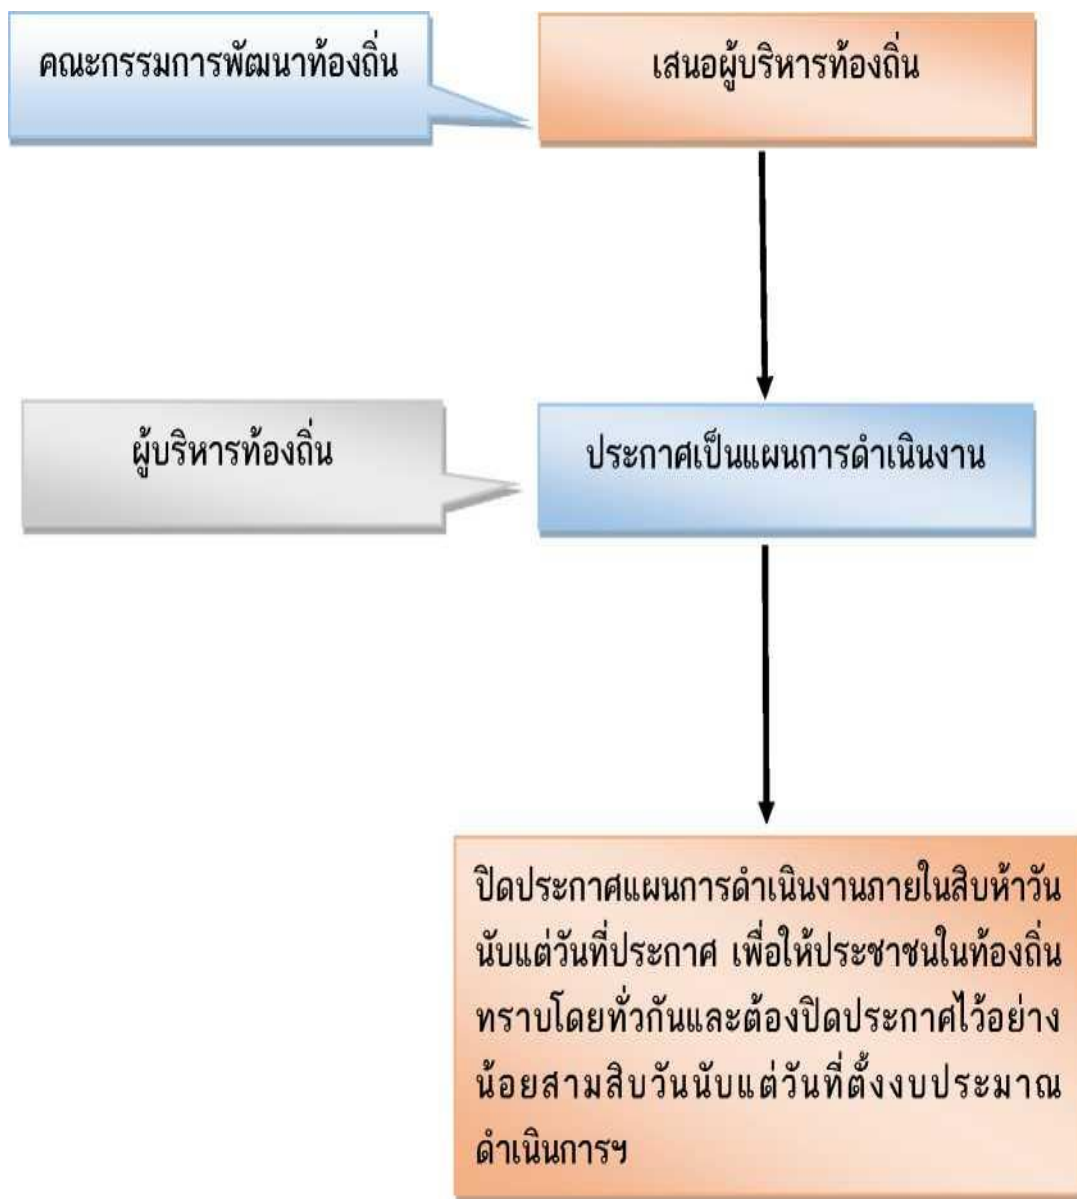 คณะกรรมการพัฒนาท้องถิ่น
เสนอผู้บริหารท้องถิ่น
ผู้บริหารท้องถิ่น
ประกาศเป็นแผนการดำเนินงาน
ปิดประกาศแผนการดำเนินงานภายในสิบห้าวัน
นับแต่วันที่ประกาศ เพื่อให้ประชาชนในท้องถิ่น
ทราบโดยทั่วกันและต้องปิดประกาศไว้อย่าง
น้อยสามสิบวันนับแต่วันที่ตั้งงบประมาณ
ดำเนินการฯ